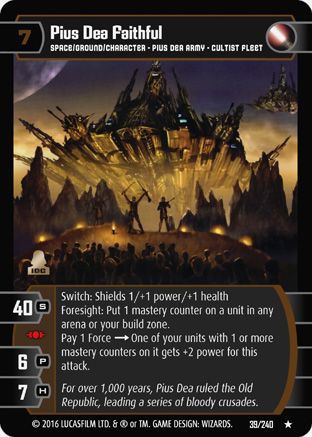 7
Pius Dea Faithful
SPACE/GROUND/CHARACTER • PIUS DEA ARMY • CULTIST FLEET
IDC
40 S
6 P
7 H
Switch: Shields 1/+1 power/+1 health
Foresight: Put 1 mastery counter on a unit in any
arena or your build zone.
Pay 1 Force → One of your units with 1 or more
mastery counters on it gets +2 power for this
attack.
For over 1,000 years, Pius Dea ruled the Old
Republic, leading a series of bloody crusades.
© 2016 LUCASFILM LTD. & ® or TM. GAME DESIGN: WIZARDS. 39/240 ★